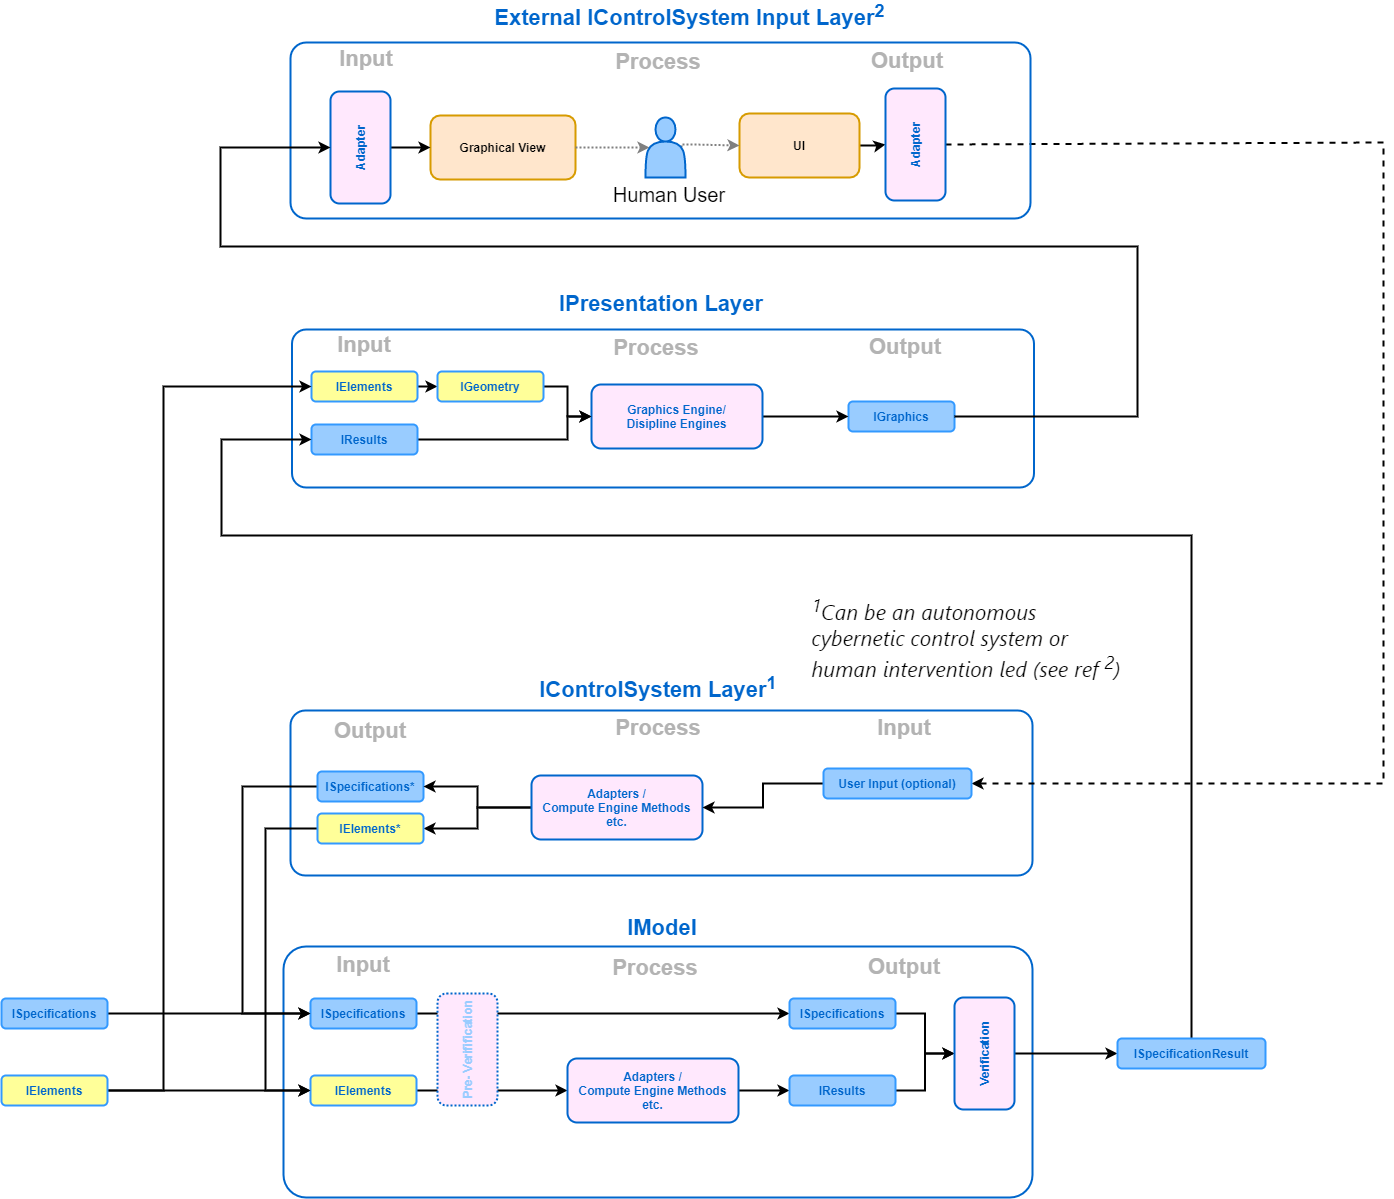 External IControlSystem Input Layer²
Input
Process
Output
Adapter
Graphical View
Human User
UI
Adapter
IPresentation Layer
Input
Process
Output
IElements
IGeometry
IResults
Graphics Engine/
Disipline Engines
IGraphics
¹Can be an autonomous
cybernetic control system or
human intervention led (see ref ²)
IControlSystem Layer¹
Output
Process
Input
ISpecifications*
IElements*
Adapters /
Compute Engine Methods
etc.
User Input (optional)
IModel
Input
Process
Output
ISpecifications
IElements
ISpecifications
IElements
Pre- Verifification
Adapters /
Compute Engine Methods
etc.
ISpecifications
IResults
Verification
ISpecificationResult